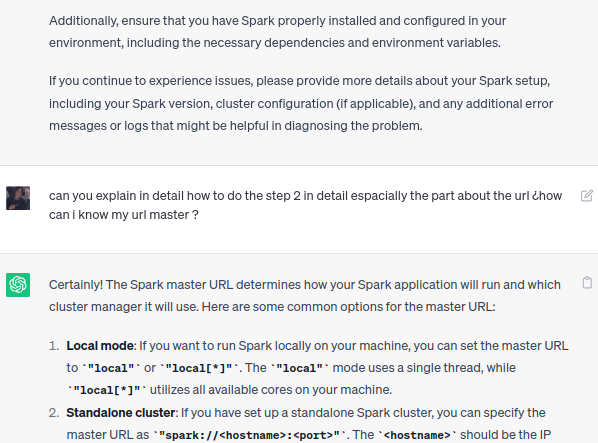 Additionally, ensure that you have Spark properly installed and configured in your
environment, including the necessary dependencies and environment variables.
If you continue to experience issues, please provide more details about your Spark setup,
including your Spark version, cluster configuration (if applicable), and any additional error
messages or logs that might be helpful in diagnosing the problem.
can you explain in detail how to do the step 2 in detail espacially the part about the url ¿how
can i know my url master ?
Certainly! The Spark master URL determines how your Spark application will run and which
cluster manager it will use. Here are some common options for the master URL:
1. Local mode: If you want to run Spark locally on your machine, you can set the master URL
to `"local"` or `"local[*]"`. The `"local"` mode uses a single thread, while
`"local[*]"` utilizes all available cores on your machine.
2. Standalone cluster: If you have set up a standalone Spark cluster, you can specify the
master URL as `"spark://<hostname>:<port>"`. The `<hostname>` should be the IP